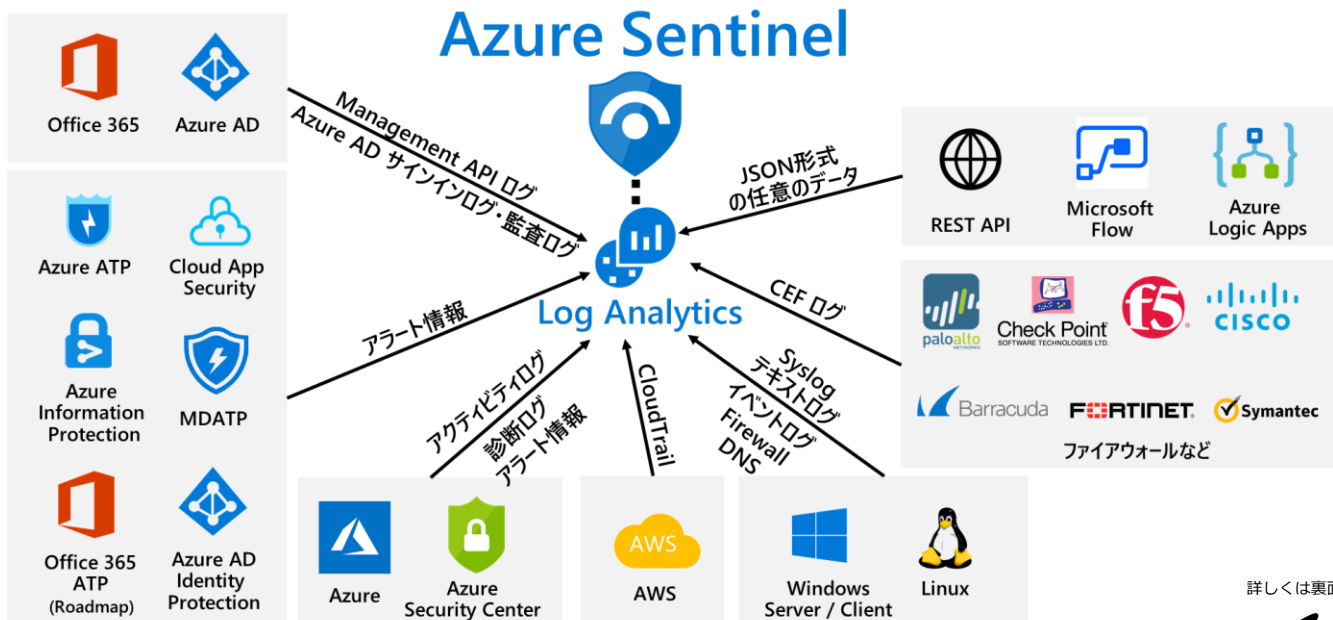 Azure Sentinel
Office 365
Azure AD
Management API ログ
Azure AD サインインログ・監査ログ
JSON形式
の任意のデータ
REST API
Microsoft
Flow
Azure
Logic Apps
Azure ATP
Cloud App
Security
アラート情報
Log Analytics
CEF ログ
paloalto
NETWORKS
Check Point
SOFTWARE TECHNOLOGIES LTD.
f5
CISCO
Azure
Information
Protection
MDATP
アクティビティログ
診断ログ
アラート情報
CloudTrail
Syslog
テキストログ
イベントログ
Firewall
DNS
Barracuda
FORTINET
Symantec
ファイアウォールなど
Office 365
ATP
(Roadmap)
Azure AD
Identity
Protection
Azure
Azure
Security Center
AWS
AWS
Windows
Server / Client
Linux
詳しくは裏面